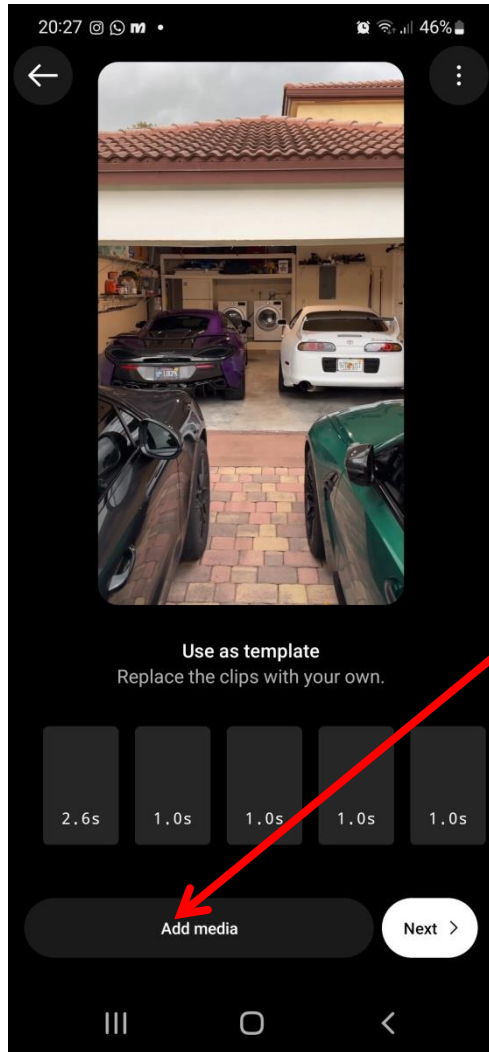 20:27
46%
Use as template
Replace the clips with your own.
2.6s 1.0s 1.0s 1.0s 1.0s
Add media
Next >